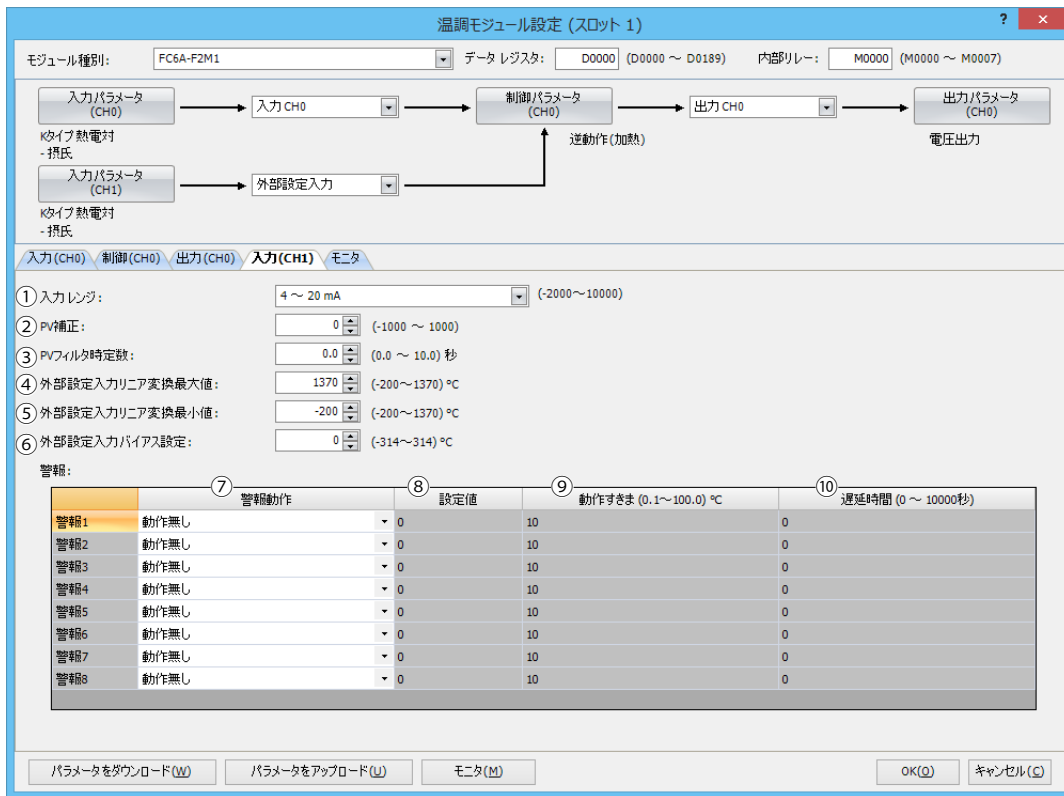 温調モジュール設定 (スロット 1)
? ×
モジュール種別: FC6A-F2M1 データ レジスタ: D0000 (D0000 ～ D0189) 内部リレー: M0000 (M0000 ～ M0007)
入力パラメータ
(CH0)
入力 CH0
制御パラメータ
(CH0)
出力 CH0
出力パラメータ
(CH0)
Kタイプ 熱電対
- 摂氏
逆動作(加熱)
電圧出力
入力パラメータ
(CH1)
外部設定入力
Kタイプ 熱電対
- 摂氏
入力(CH0) 制御(CH0) 出力(CH0) 入力(CH1) モニタ
① 入力レンジ: 4 ～ 20 mA (-2000～10000)
② PV補正: 0 (-1000 ～ 1000)
③ PVフィルタ時定数: 0.0 (0.0 ～ 10.0) 秒
④ 外部設定入力リニア変換最大値: 1370 (-200～1370) ºC
⑤ 外部設定入力リニア変換最小値: -200 (-200～1370) ºC
⑥ 外部設定入力バイアス設定: 0 (-314～314) ºC
警報:
⑦ ⑧ ⑨ ⑩
警報動作 設定値 動作すきま (0.1～100.0) ºC 遅延時間 (0 ～ 10000秒)
警報1 動作無し 0 10 0
警報2 動作無し 0 10 0
警報3 動作無し 0 10 0
警報4 動作無し 0 10 0
警報5 動作無し 0 10 0
警報6 動作無し 0 10 0
警報7 動作無し 0 10 0
警報8 動作無し 0 10 0
パラメータをダウンロード(W) パラメータをアップロード(U) モニタ(M) OK(O) キャンセル(C)